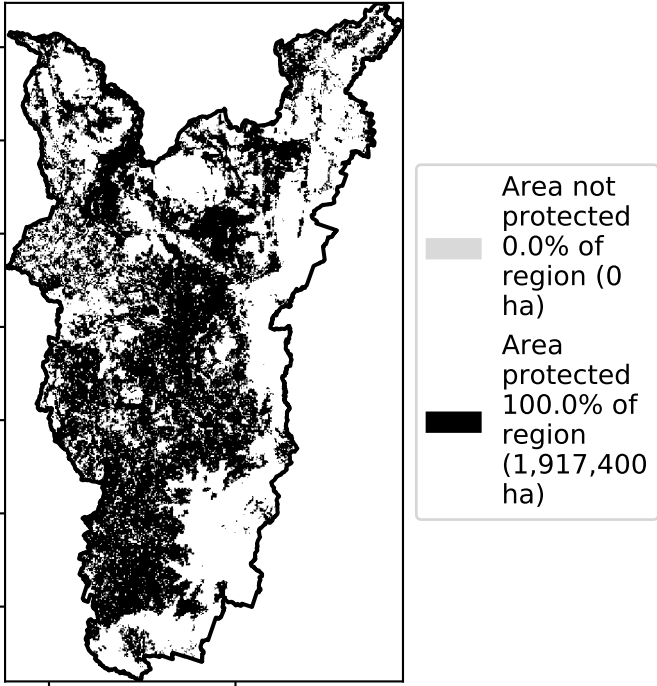 Area not
protected
0.0% of
region (0
ha)
Area
protected
100.0% of
region
(1,917,400
ha)